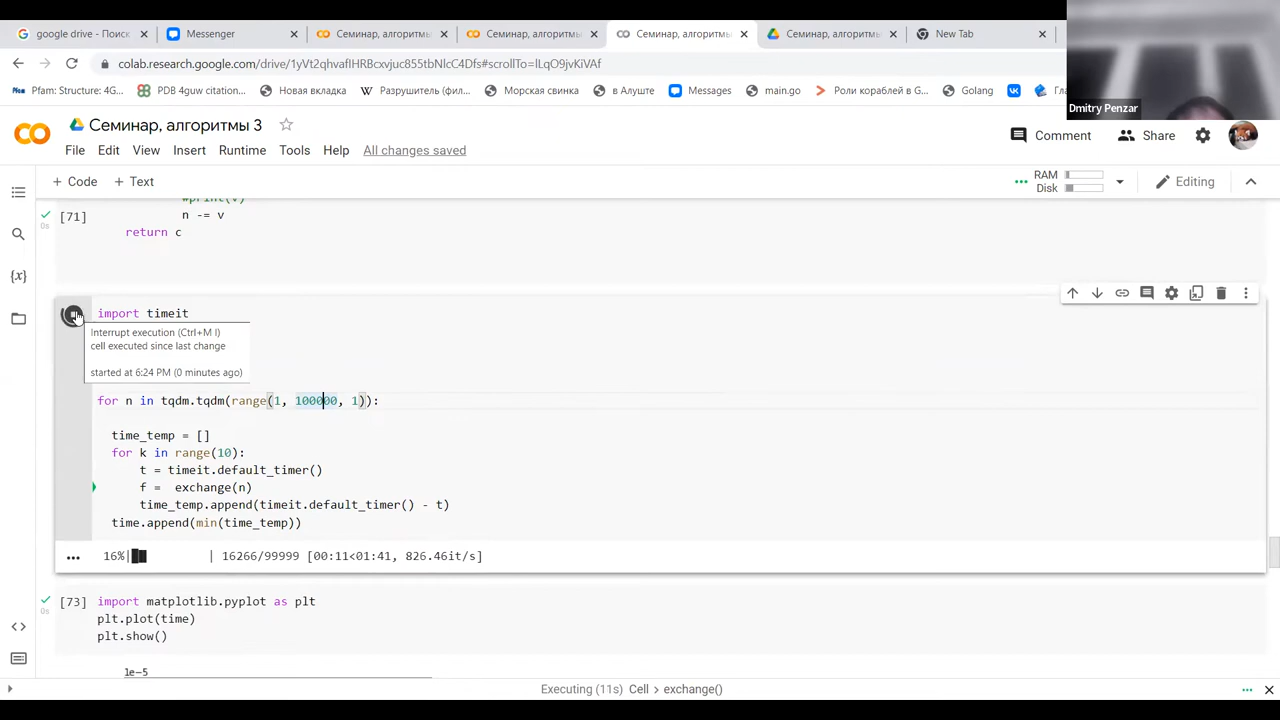 google drive - Поиск
Messenger
Семинар, алгоритмы
Семинар, алгоритмы
Семинар, алгоритмы
Семинар, алгоритмы
New Tab
colab.research.google.com/drive/1yVt2qhvaflHRBcxvjuc855tbNlcC4Dfs#scrollTo=lLqO9jvKiVAf
Pfam: Structure: 4G...
PDB 4guw citation...
Новая вкладка
Разрушитель (фил...
Морская свинка
в Алуште
Messages
main.go
Роли кораблей в G...
Golang
Dmitry Penzar
Семинар, алгоритмы 3
Comment
Share
File Edit View Insert Runtime Tools Help All changes saved
+ Code + Text
RAM
Disk
Editing
#print(v)
[71] n -= v
0s
return c
import timeit
Interrupt execution (Ctrl+M I)
cell executed since last change
started at 6:24 PM (0 minutes ago)
for n in tqdm.tqdm(range(1, 100000, 1)):
time_temp = []
for k in range(10):
t = timeit.default_timer()
f = exchange(n)
time_temp.append(timeit.default_timer() - t)
time.append(min(time_temp))
16%| | 16266/99999 [00:11<01:41, 826.46it/s]
[73] import matplotlib.pyplot as plt
0s
plt.plot(time)
plt.show()
1e-5
Executing (11s) Cell > exchange()